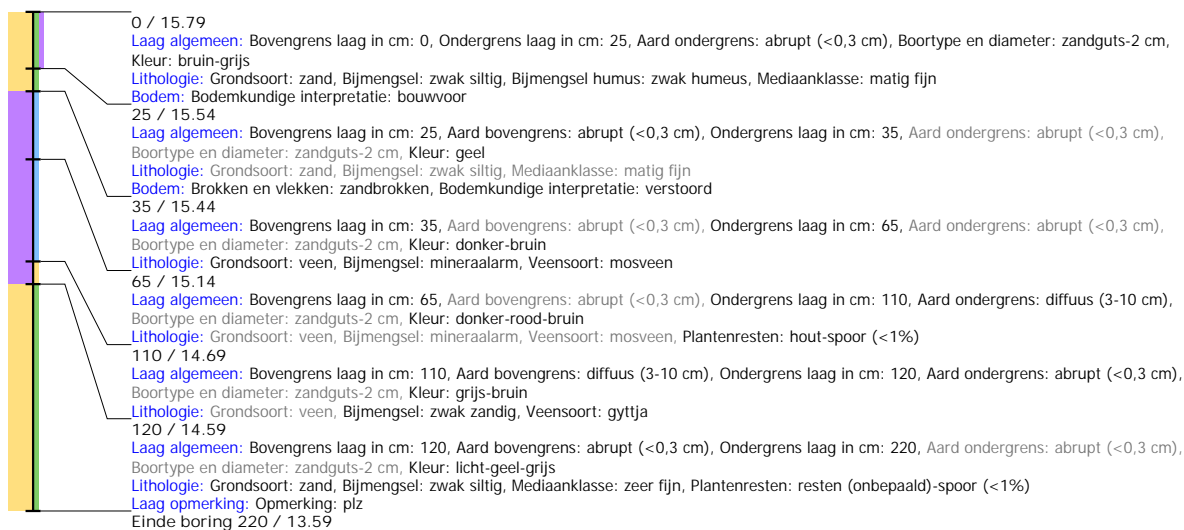 0 / 15.79
Laag algemeen: Bovengrens laag in cm: 0, Ondergrens laag in cm: 25, Aard ondergrens: abrupt (<0,3 cm), Boortype en diameter: zandguts-2 cm,
Kleur: bruin-grijs
Lithologie: Grondsoort: zand, Bijmengsel: zwak siltig, Bijmengsel humus: zwak humeus, Mediaanklasse: matig fijn
Bodem: Bodemkundige interpretatie: bouwvoor
25 / 15.54
Laag algemeen: Bovengrens laag in cm: 25, Aard bovengrens: abrupt (<0,3 cm), Ondergrens laag in cm: 35, Aard ondergrens: abrupt (<0,3 cm),
Boortype en diameter: zandguts-2 cm, Kleur: geel
Lithologie: Grondsoort: zand, Bijmengsel: zwak siltig, Mediaanklasse: matig fijn
Bodem: Brokken en vlekken: zandbrokken, Bodemkundige interpretatie: verstoord
35 / 15.44
Laag algemeen: Bovengrens laag in cm: 35, Aard bovengrens: abrupt (<0,3 cm), Ondergrens laag in cm: 65, Aard ondergrens: abrupt (<0,3 cm),
Boortype en diameter: zandguts-2 cm, Kleur: donker-bruin
Lithologie: Grondsoort: veen, Bijmengsel: mineraalarm, Veensoort: mosveen
65 / 15.14
Laag algemeen: Bovengrens laag in cm: 65, Aard bovengrens: abrupt (<0,3 cm), Ondergrens laag in cm: 110, Aard ondergrens: diffuus (3-10 cm),
Boortype en diameter: zandguts-2 cm, Kleur: donker-rood-bruin
Lithologie: Grondsoort: veen, Bijmengsel: mineraalarm, Veensoort: mosveen, Plantenresten: hout-spoor (<1%)
110 / 14.69
Laag algemeen: Bovengrens laag in cm: 110, Aard bovengrens: diffuus (3-10 cm), Ondergrens laag in cm: 120, Aard ondergrens: abrupt (<0,3 cm),
Boortype en diameter: zandguts-2 cm, Kleur: grijs-bruin
Lithologie: Grondsoort: veen, Bijmengsel: zwak zandig, Veensoort: gyttja
120 / 14.59
Laag algemeen: Bovengrens laag in cm: 120, Aard bovengrens: abrupt (<0,3 cm), Ondergrens laag in cm: 220, Aard ondergrens: abrupt (<0,3 cm),
Boortype en diameter: zandguts-2 cm, Kleur: licht-geel-grijs
Lithologie: Grondsoort: zand, Bijmengsel: zwak siltig, Mediaanklasse: zeer fijn, Plantenresten: resten (onbepaald)-spoor (<1%)
Laag opmerking: Opmerking: plz
Einde boring 220 / 13.59